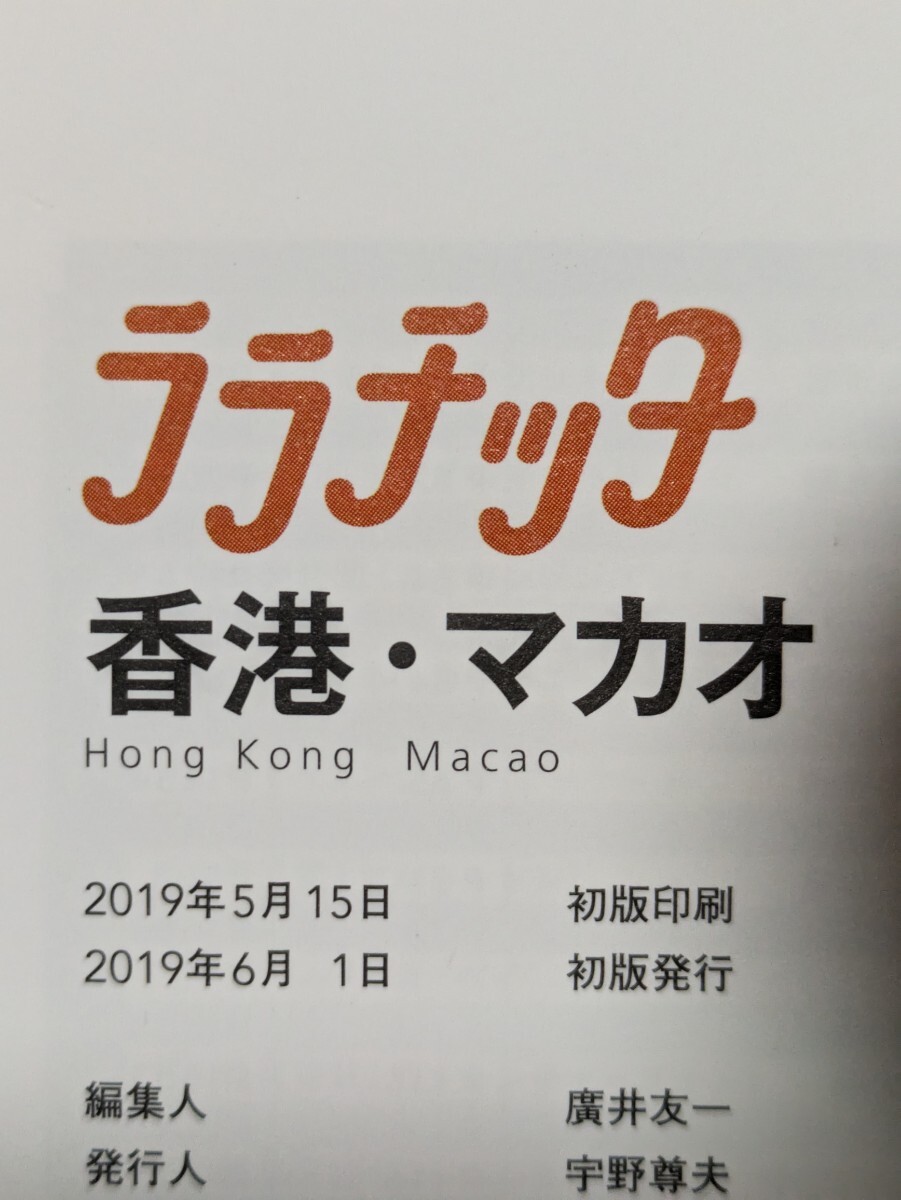 ララチッタ
香港・マカオ
Hong Kong Macao
2019年5月15日 初版印刷
2019年6月 1日 初版発行
編集人 廣井友一
発行人 宇野尊夫